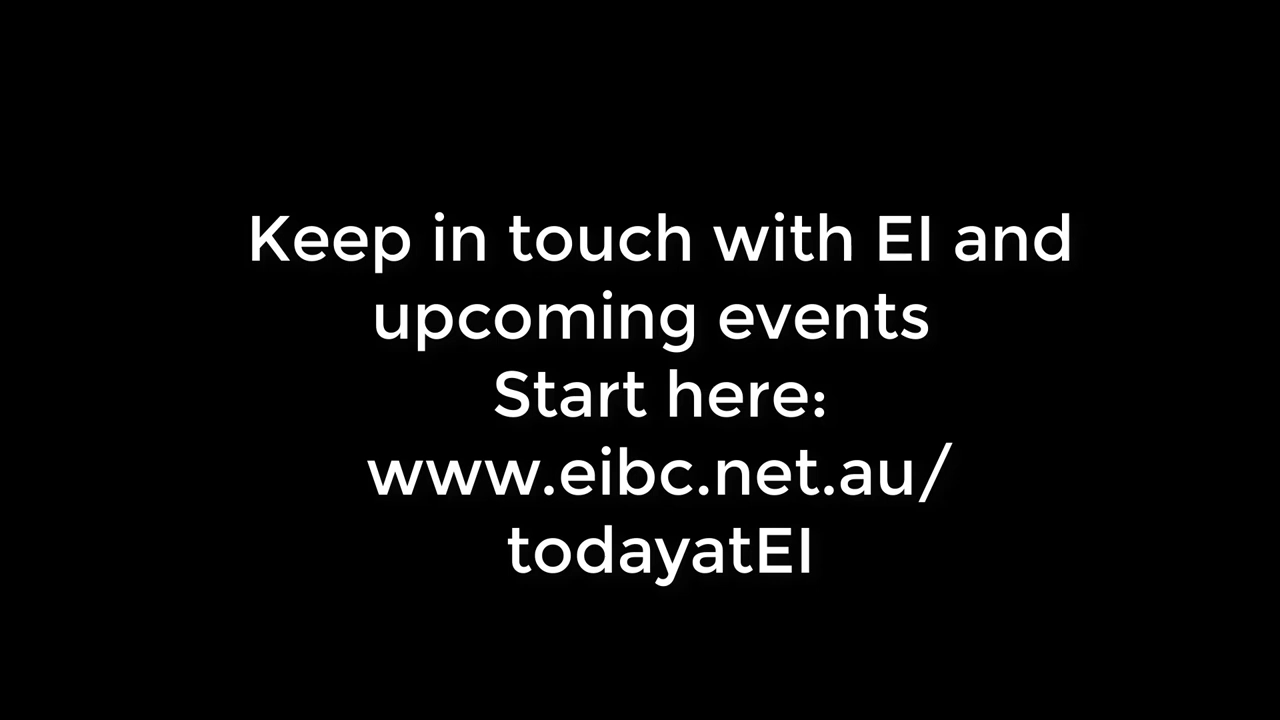 Keep in touch with EI and
upcoming events
Start here:
www.eibc.net.au/
todayatEI